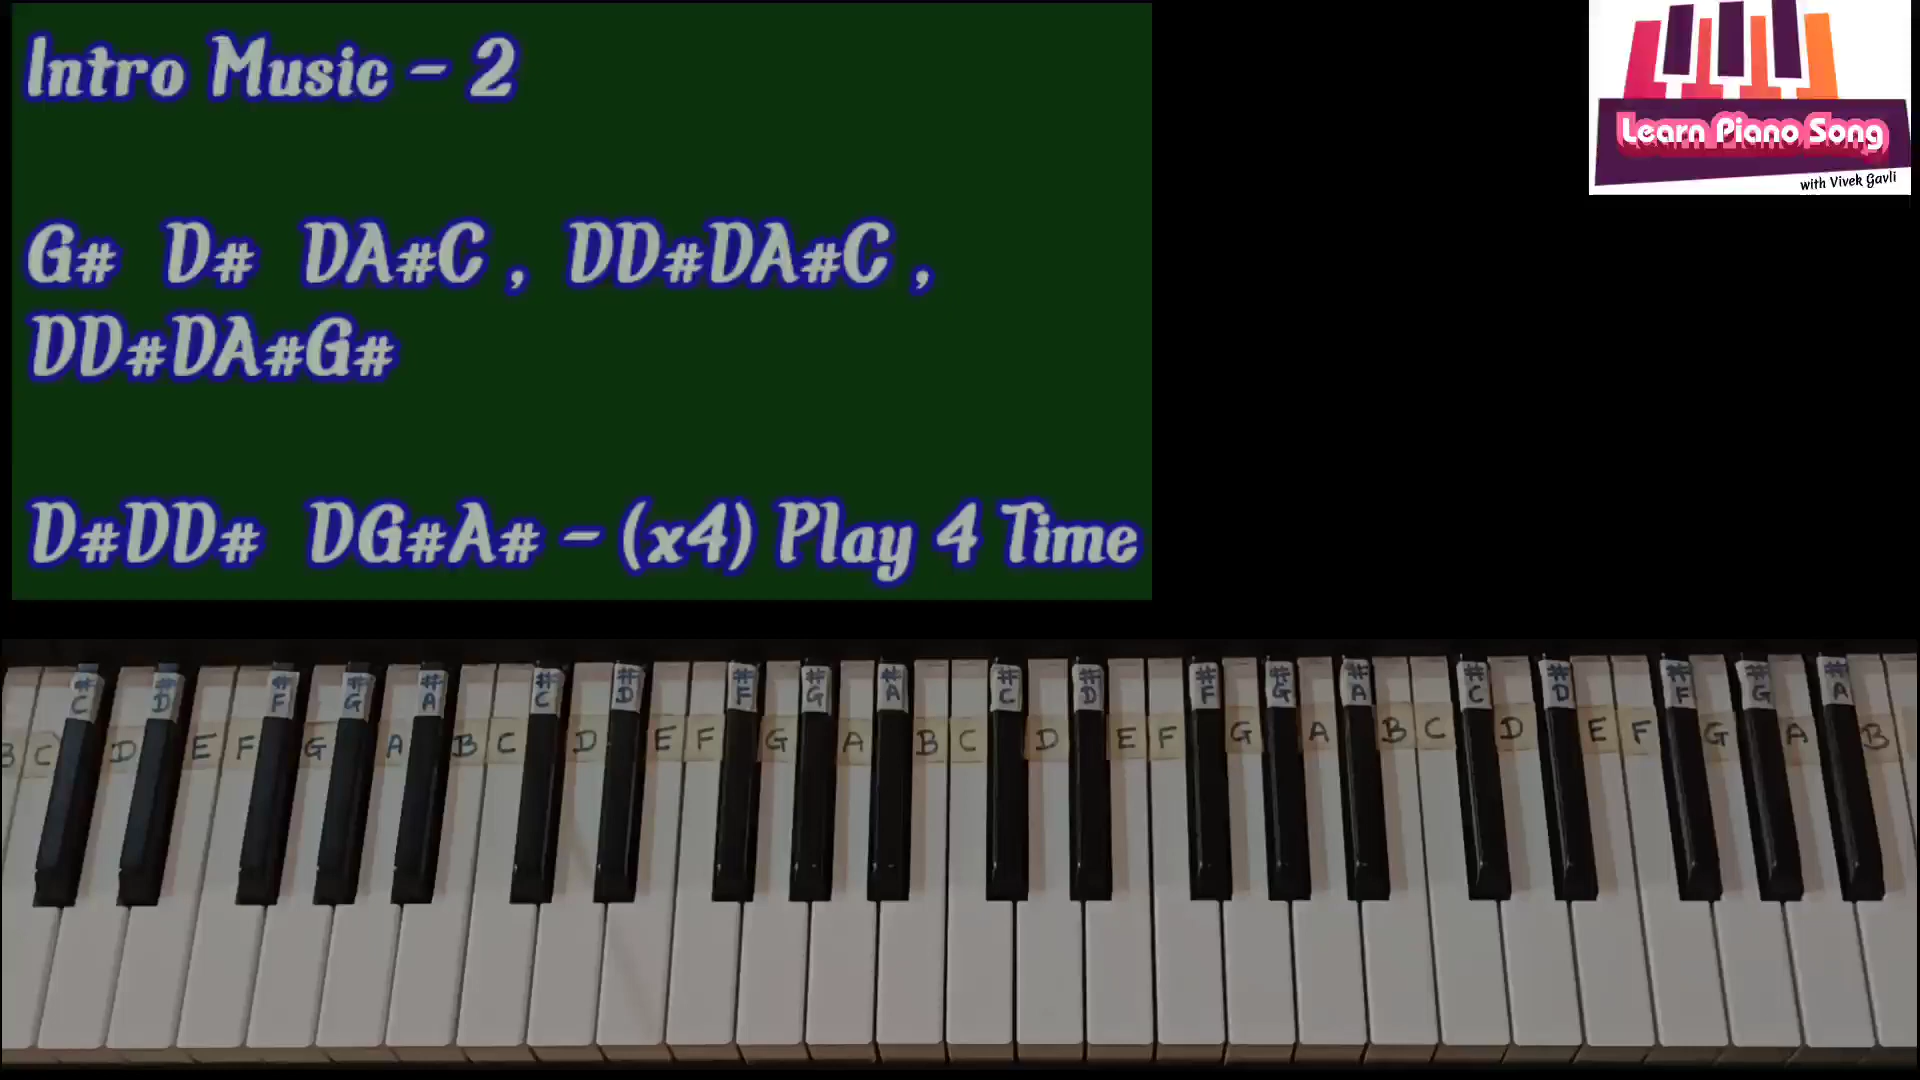 Intro Music - 2
Learn Piano Song
with Vivek Gavli
G# D# DA#C , DD#DA#C ,
DD#DA#G#
D#DD# DG#A# - (x4) Play 4 Time
#C #D #F #G #A #C #D #F #G #A #C #D #F #G #A #C #D #F #G #A
B C D E F G A B C D E F G A B C D E F G A B C D E F G A B